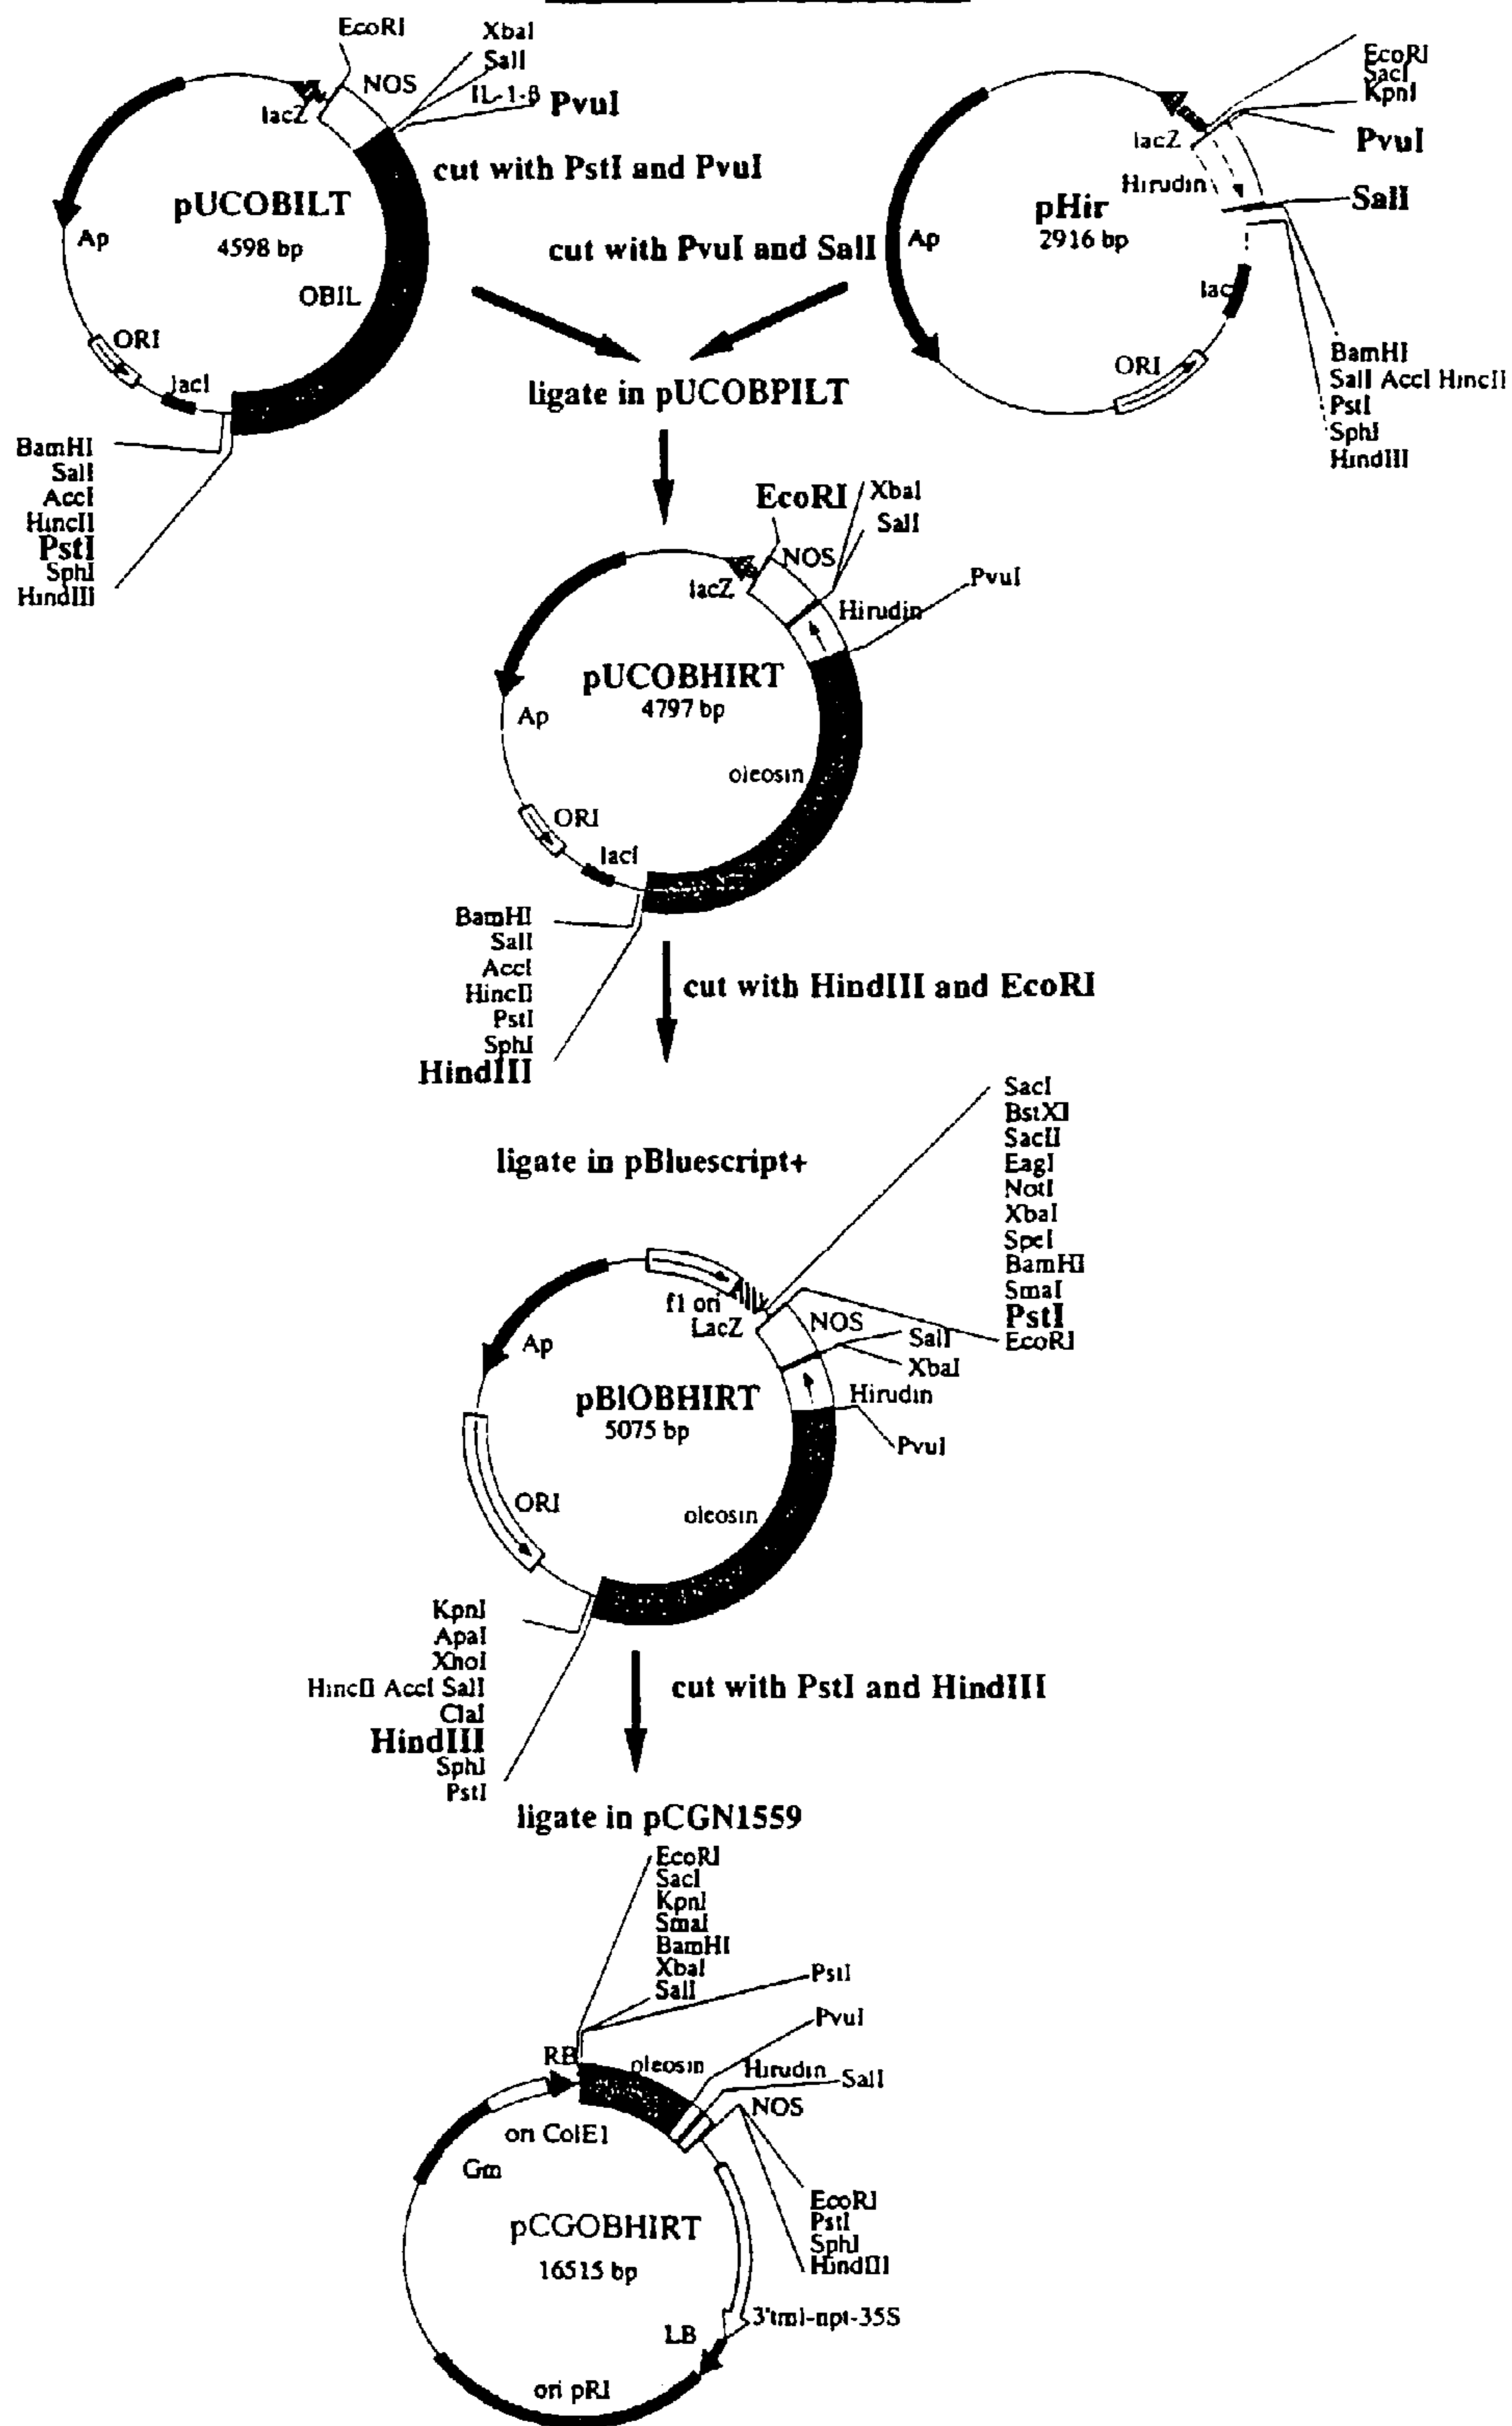 EcoRI
XbaI
SalI
NOS
IL-1-β
PvuI
lacZ
cut with PstI and PvuI
pUCOBILT
4598 bp
Ap
OBIL
ORI
lacI
BamHI
SalI
AccI
HincII
PstI
SphI
HindIII
EcoRI
SacI
KpnI
lacZ
PvuI
Hirudin
SalI
pHir
2916 bp
Ap
cut with PvuI and SalI
lac
ORI
BamHI
SalI AccI HincII
PstI
SphI
HindIII
ligate in pUCOBPILT
EcoRI
XbaI
SalI
NOS
lacZ
PvuI
Hirudin
pUCOBHIRT
4797 bp
Ap
oleosin
ORI
lacI
BamHI
SalI
AccI
HincII
PstI
SphI
HindIII
cut with HindIII and EcoRI
ligate in pBluescript+
SacI
BstXI
SacII
EagI
NotI
XbaI
SpeI
BamHI
SmaI
PstI
EcoRI
f1 ori
LacZ
NOS
SalI
XbaI
Ap
Hirudin
pBIOBHIRT
5075 bp
PvuI
ORI
oleosin
KpnI
ApaI
XhoI
HincII AccI SalI
ClaI
HindIII
SphI
PstI
cut with PstI and HindIII
ligate in pCGN1559
EcoRI
SacI
KpnI
SmaI
BamHI
XbaI
SalI
PstI
PvuI
RB
oleosin
Hirudin
SalI
NOS
ori ColE1
Gm
EcoRI
PstI
SphI
HindIII
pCGOBHIRT
16515 bp
3'tml-npt-35S
LB
ori pRI